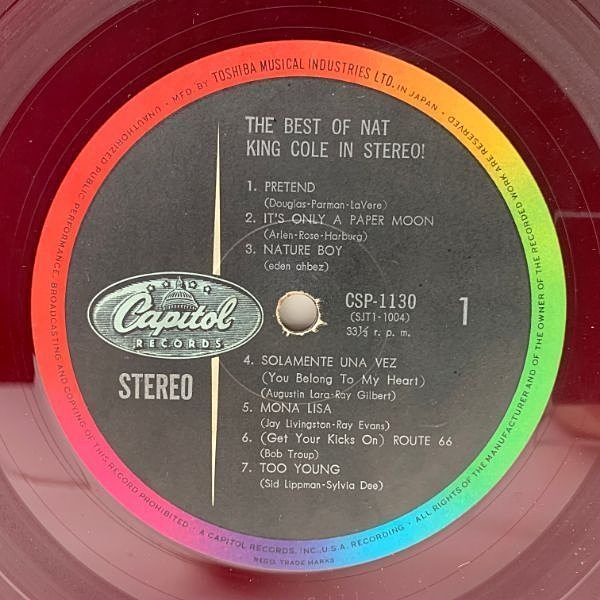 UNAUTHORIZED PUBLIC PERFORMANCE, BROADCASTING AND COPYING OF THIS RECORD PROHIBITED · A CAPITOL RECORDS, INC., U.S.A. RECORDING · ALL RIGHTS OF THE MANUFACTURER AND OF THE OWNER OF THE RECORDED WORK ARE RESERVED ·
MFD. BY TOSHIBA MUSICAL INDUSTRIES LTD. IN JAPAN
REG'D. TRADE MARKS
THE BEST OF NAT
KING COLE IN STEREO!
1. PRETEND
(Douglas-Parman-LaVere)
2. IT'S ONLY A PAPER MOON
(Arlen-Rose-Harburg)
3. NATURE BOY
(eden ahbez)
Capitol
RECORDS
STEREO
CSP-1130
(SJT1-1004)
33⅓ r. p. m.
1
4. SOLAMENTE UNA VEZ
(You Belong To My Heart)
(Augustin Lara-Ray Gilbert)
5. MONA LISA
(Jay Livingston-Ray Evans)
6. (Get Your Kicks On) ROUTE 66
(Bob Troup)
7. TOO YOUNG
(Sid Lippman-Sylvia Dee)